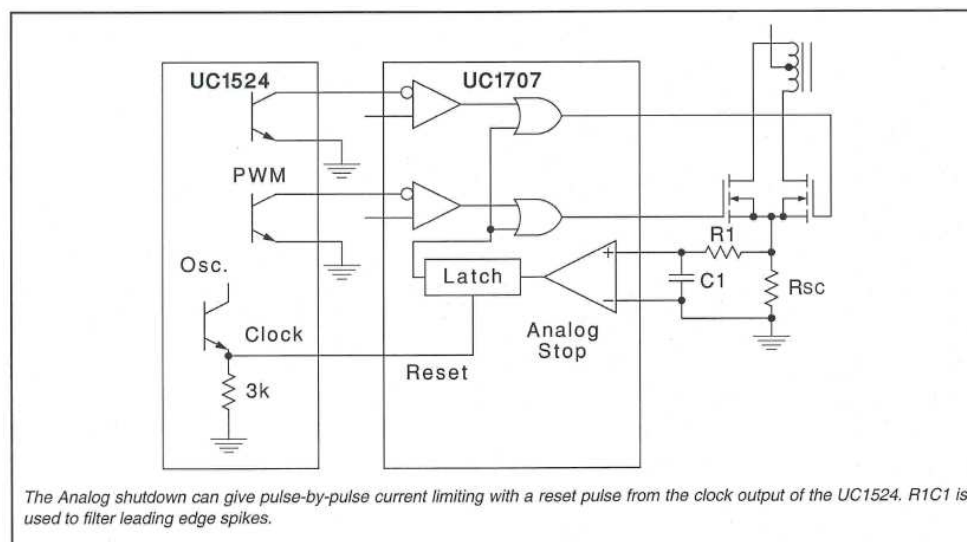 UC1524
UC1707
PWM
Osc.
Clock
3k
Reset
Latch
+
−
Analog
Stop
R1
C1
Rsc
The Analog shutdown can give pulse-by-pulse current limiting with a reset pulse from the clock output of the UC1524. R1C1 is
used to filter leading edge spikes.